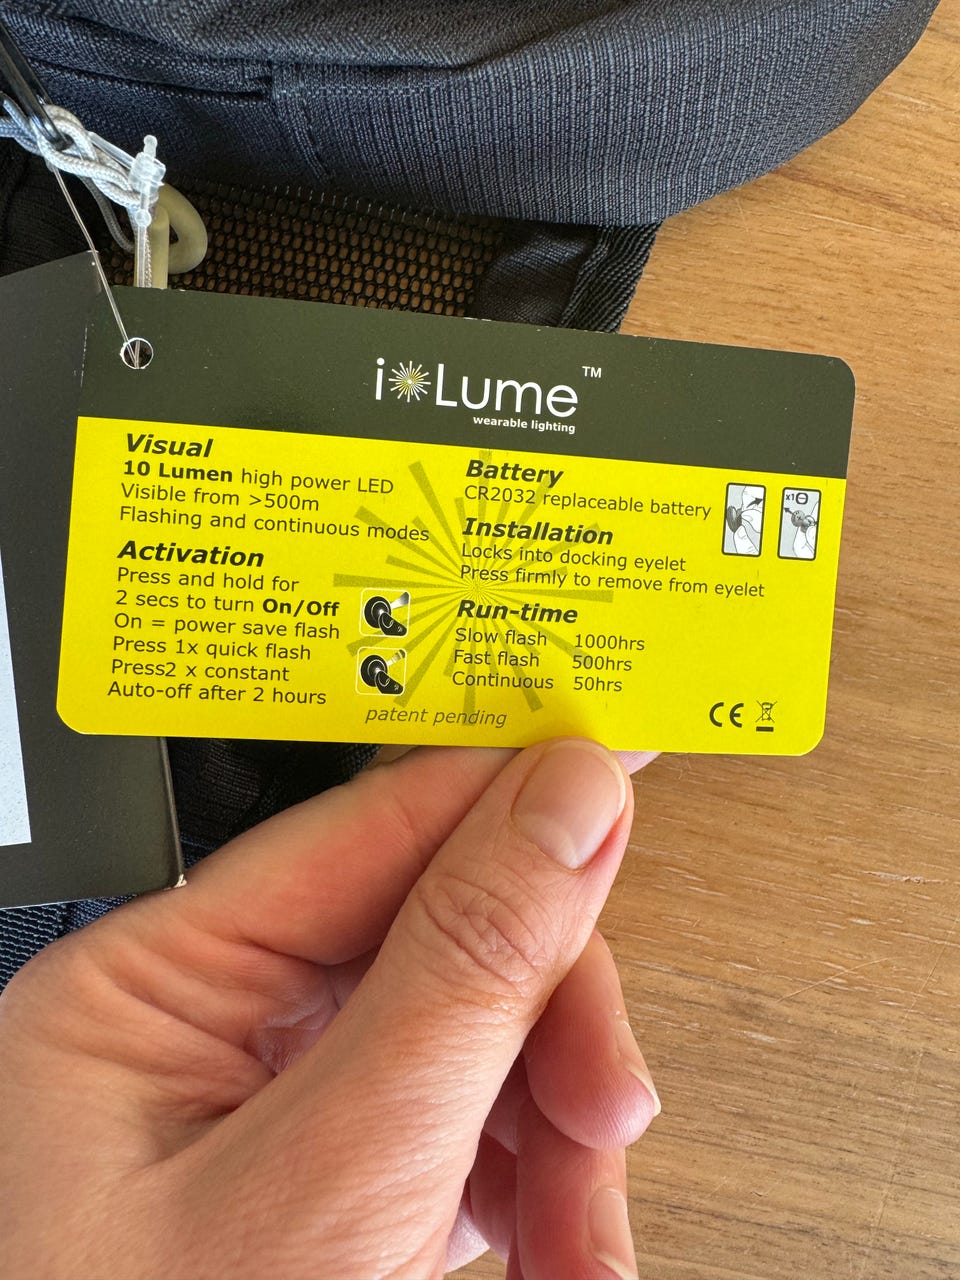 i Lume™
wearable lighting
Visual
10 Lumen high power LED
Visible from >500m
Flashing and continuous modes
Activation
Press and hold for
2 secs to turn On/Off
On = power save flash
Press 1x quick flash
Press2 x constant
Auto-off after 2 hours
Battery
CR2032 replaceable battery
x1
Installation
Locks into docking eyelet
Press firmly to remove from eyelet
Run-time
Slow flash 1000hrs
Fast flash 500hrs
Continuous 50hrs
patent pending
CE